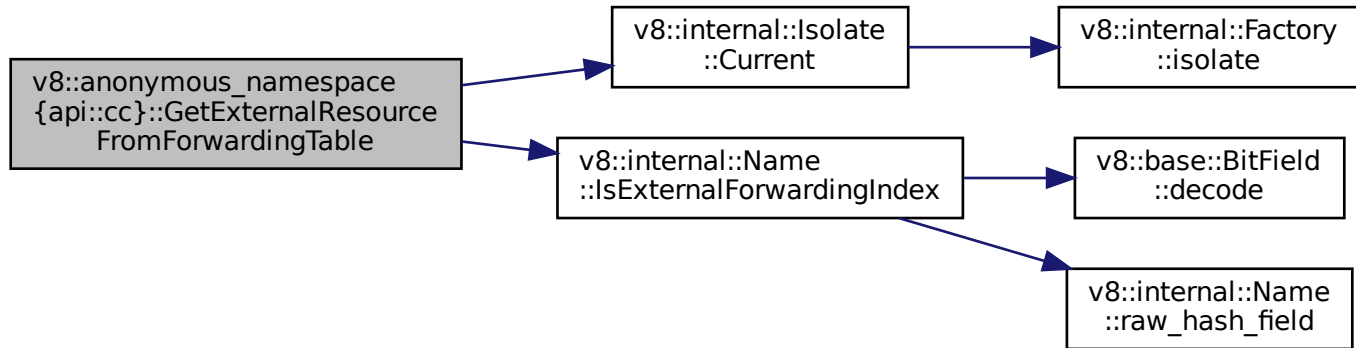 v8::anonymous_namespace
{api::cc}::GetExternalResource
FromForwardingTable
v8::internal::Isolate
::Current
v8::internal::Factory
::isolate
v8::internal::Name
::IsExternalForwardingIndex
v8::base::BitField
::decode
v8::internal::Name
::raw_hash_field